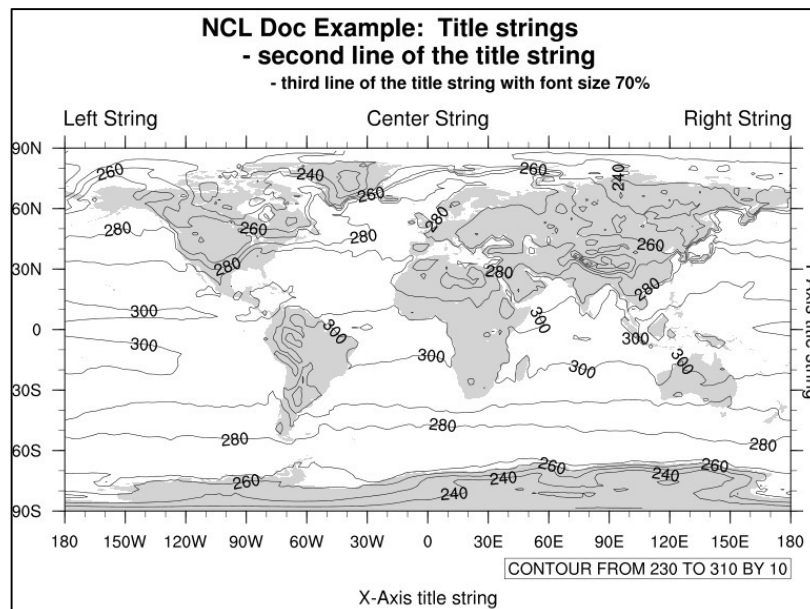 NCL Doc Example: Title strings
- second line of the title string
- third line of the title string with font size 70%
Left String Center String Right String
90N
260 240 260 260 240
60N
280 260 280 280 260
30N
280 280 280
300 300 300
0
300 300 300 300 300
30S
280 280 280
60S
260 260 260
240 240 240
90S
180 150W 120W 90W 60W 30W 0 30E 60E 90E 120E 150E 180
CONTOUR FROM 230 TO 310 BY 10
X-Axis title string